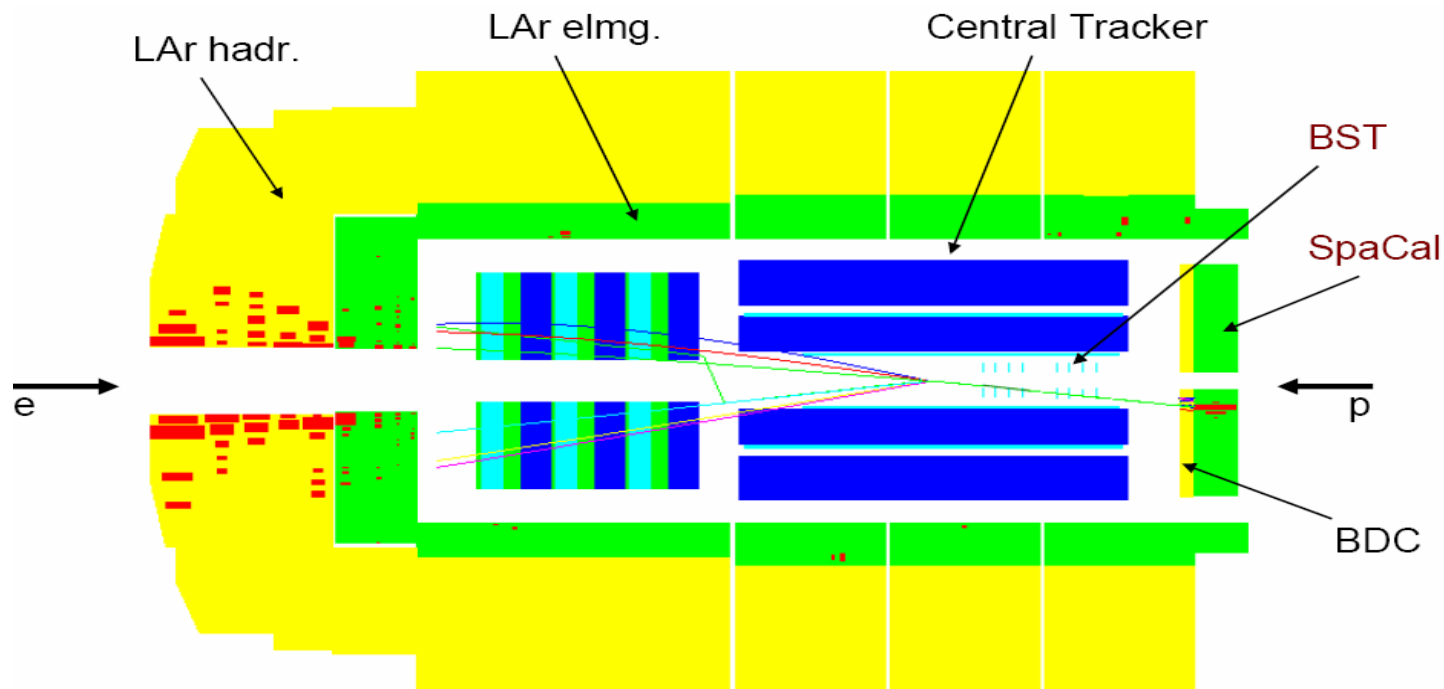 LAr hadr.
LAr elmg.
Central Tracker
BST
SpaCal
e
p
BDC